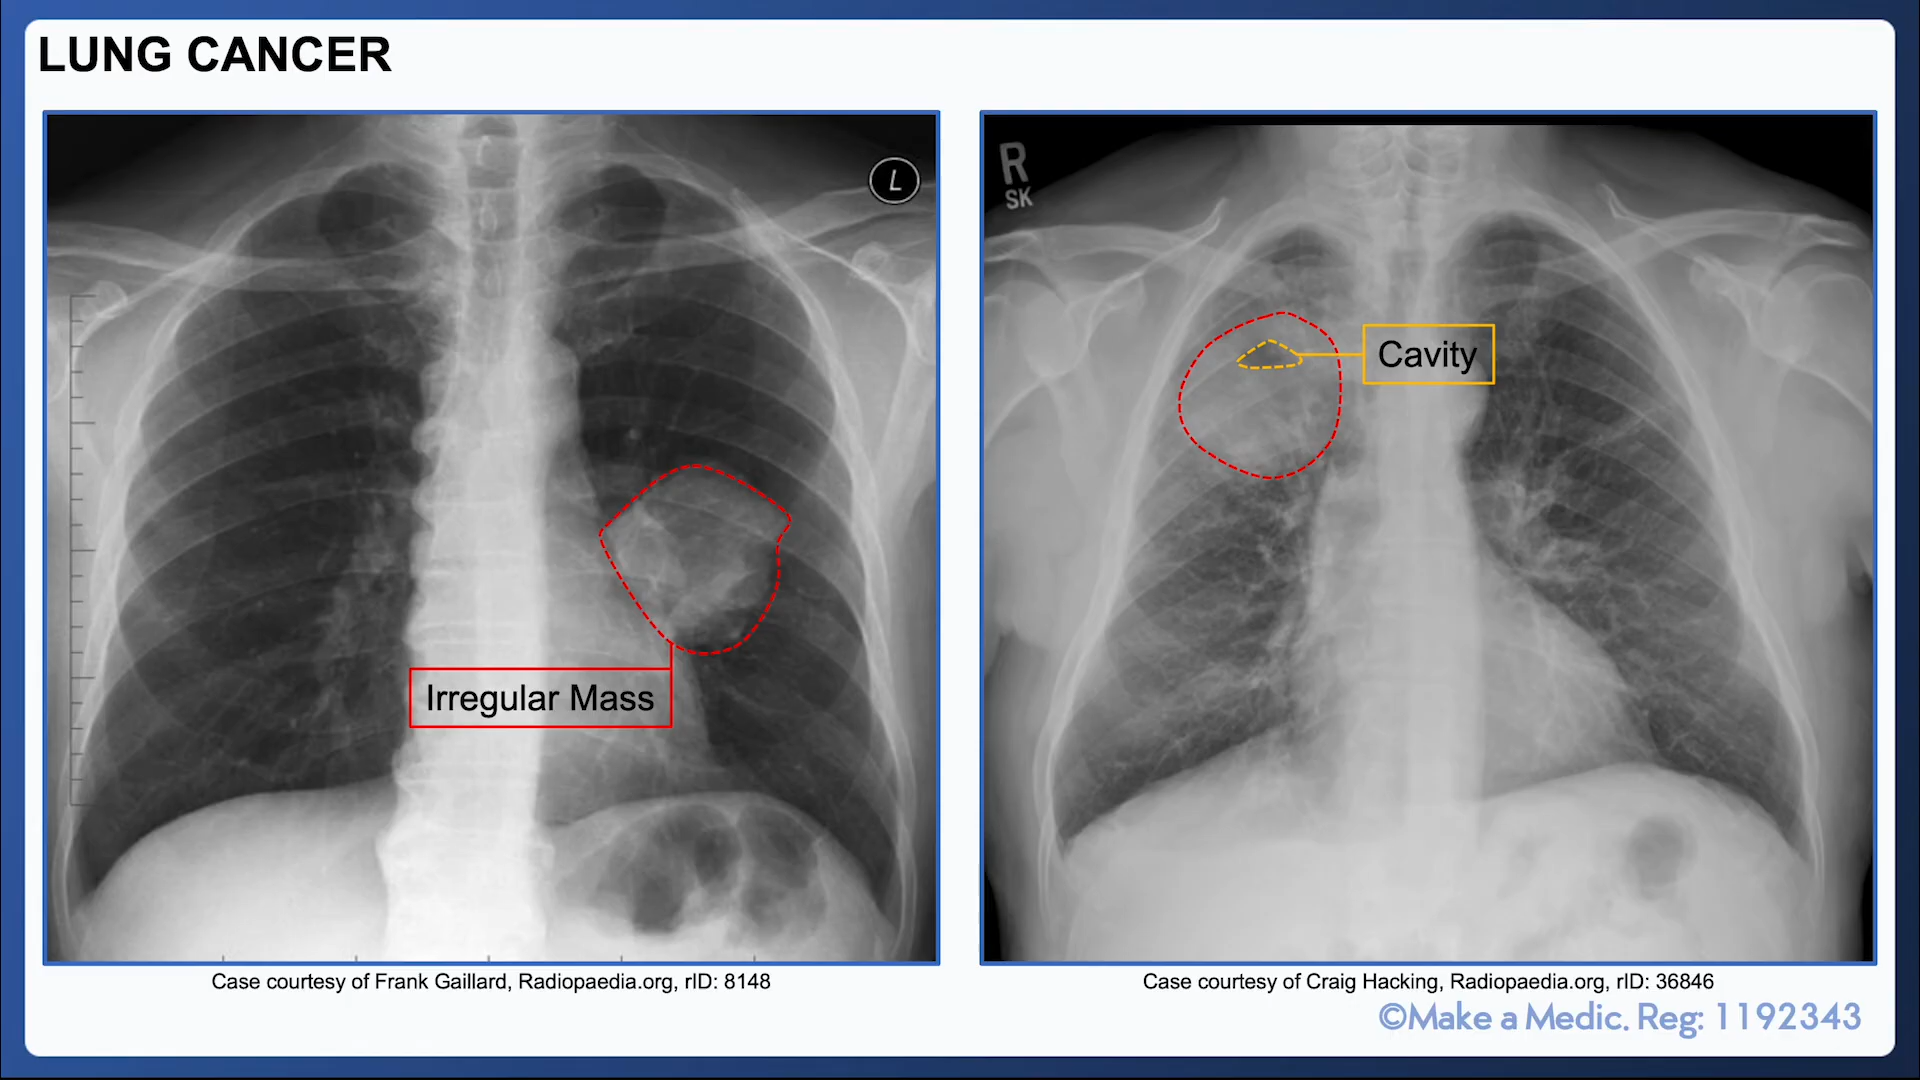 LUNG CANCER
L
Irregular Mass
Case courtesy of Frank Gaillard, Radiopaedia.org, rID: 8148
R
SK
Cavity
Case courtesy of Craig Hacking, Radiopaedia.org, rID: 36846
©Make a Medic. Reg: 1192343